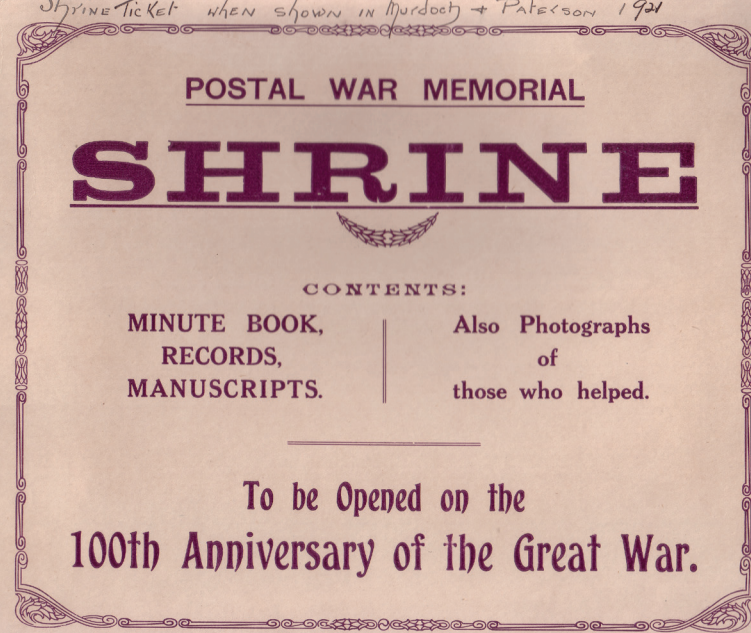 Shrine Ticket when shown in Murdoch + Paterson 1921
POSTAL WAR MEMORIAL
SHRINE
CONTENTS:
MINUTE BOOK,
RECORDS,
MANUSCRIPTS.
Also Photographs
of
those who helped.
To be Opened on the
100th Anniversary of the Great War.